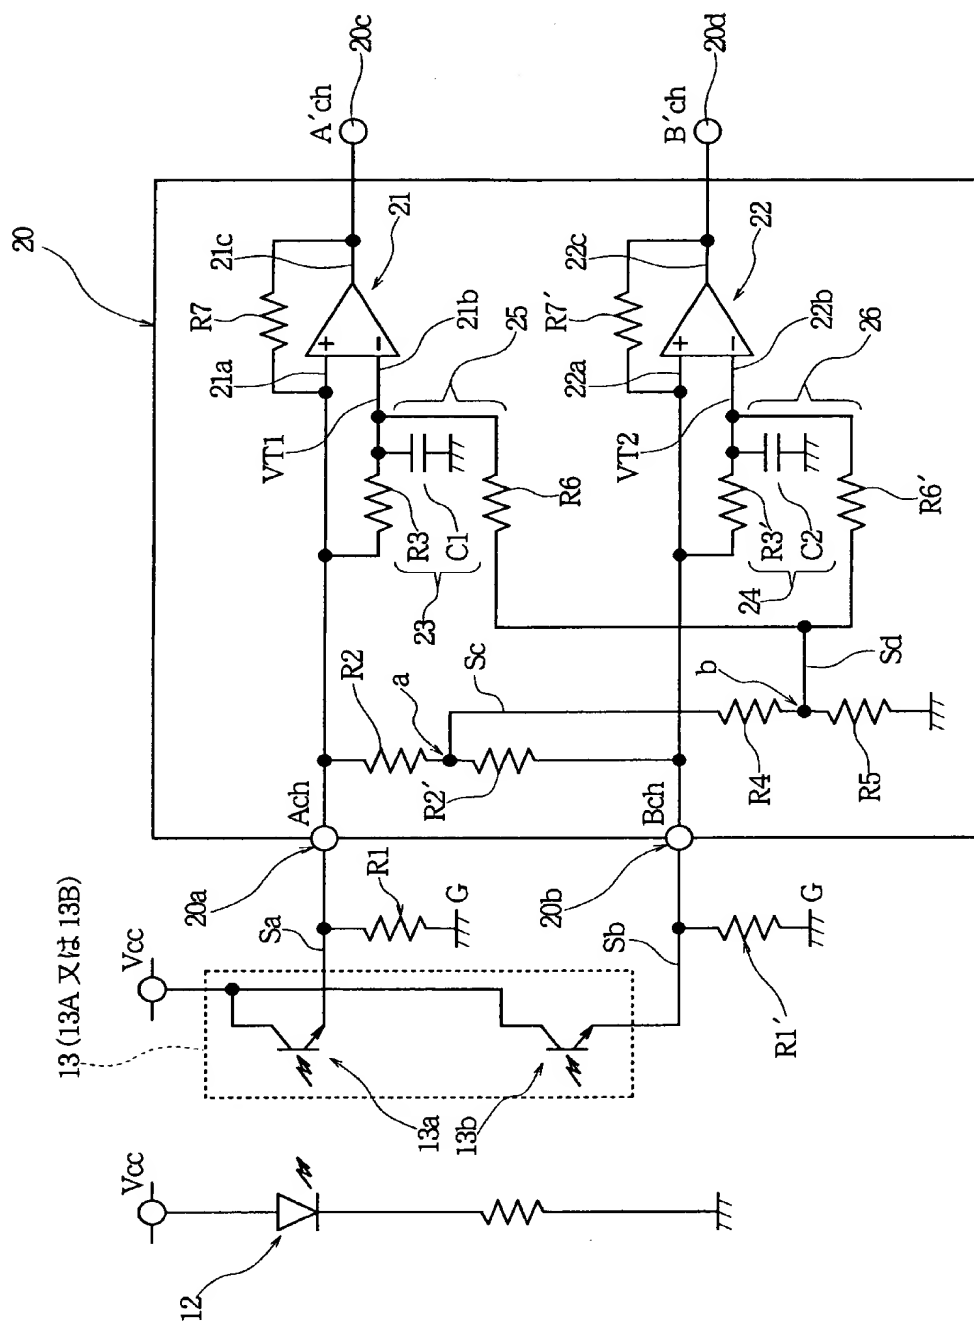 20
A´ch
20c
B´ch
20d
R7
21c
21
21a
+
-
21b
25
VT1
R3
C1
23
R6
R7´
22c
22
22a
+
-
22b
26
VT2
R3´
C2
24
R6´
R2
a
Sc
R2´
b
Sd
R4
R5
Ach
Bch
20a
20b
Sa
R1
G
Sb
G
R1´
13 (13A 又は 13B)
Vcc
13a
13b
Vcc
12